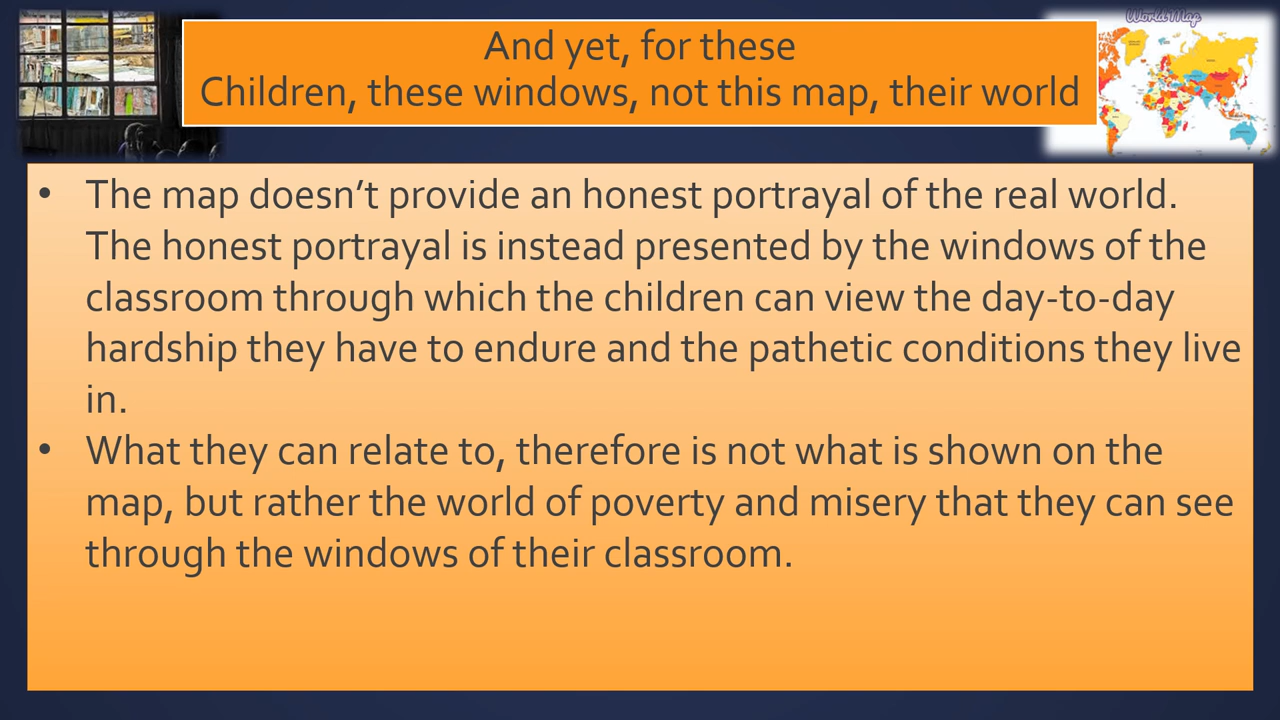 And yet, for these
Children, these windows, not this map, their world
World Map
• The map doesn’t provide an honest portrayal of the real world.
The honest portrayal is instead presented by the windows of the
classroom through which the children can view the day-to-day
hardship they have to endure and the pathetic conditions they live
in.
• What they can relate to, therefore is not what is shown on the
map, but rather the world of poverty and misery that they can see
through the windows of their classroom.